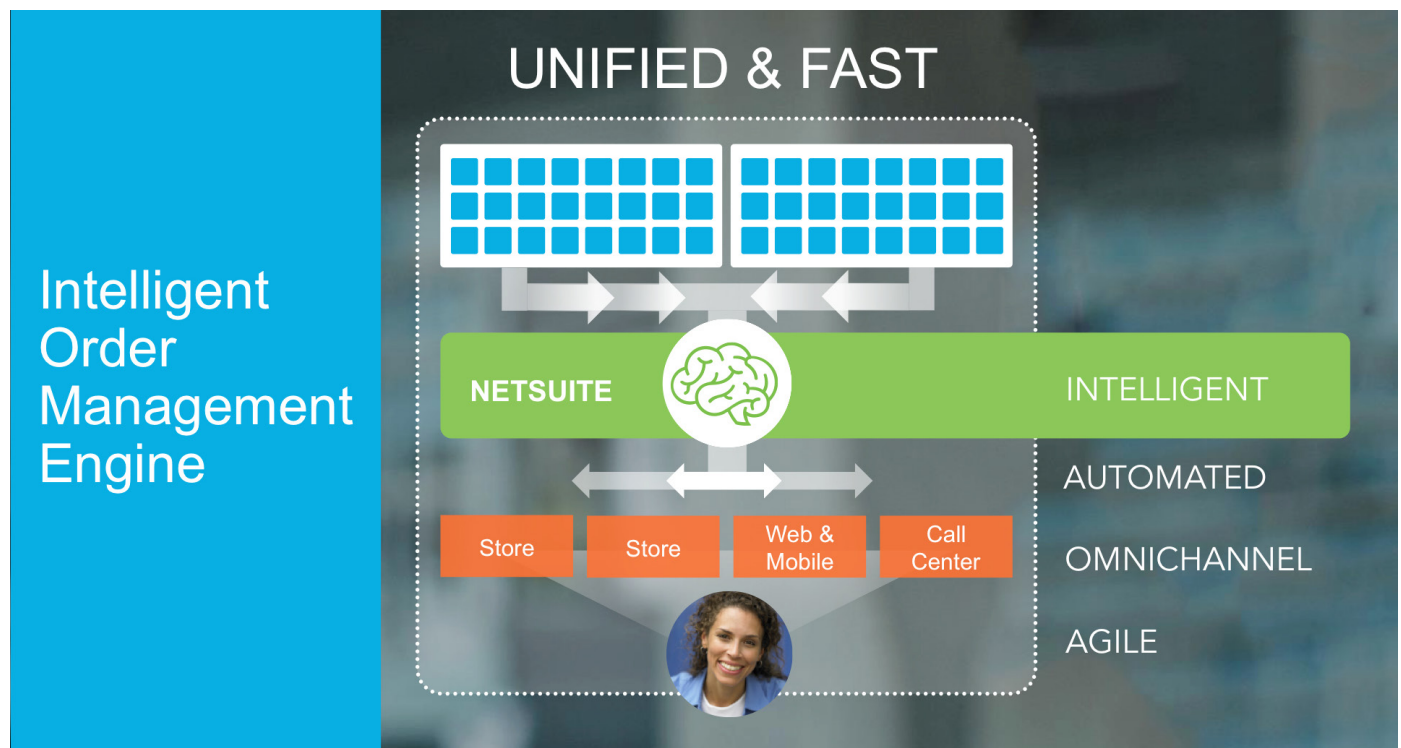 Intelligent
Order
Management
Engine
UNIFIED & FAST
NETSUITE
INTELLIGENT
AUTOMATED
Store
Store
Web &
Mobile
Call
Center
OMNICHANNEL
AGILE